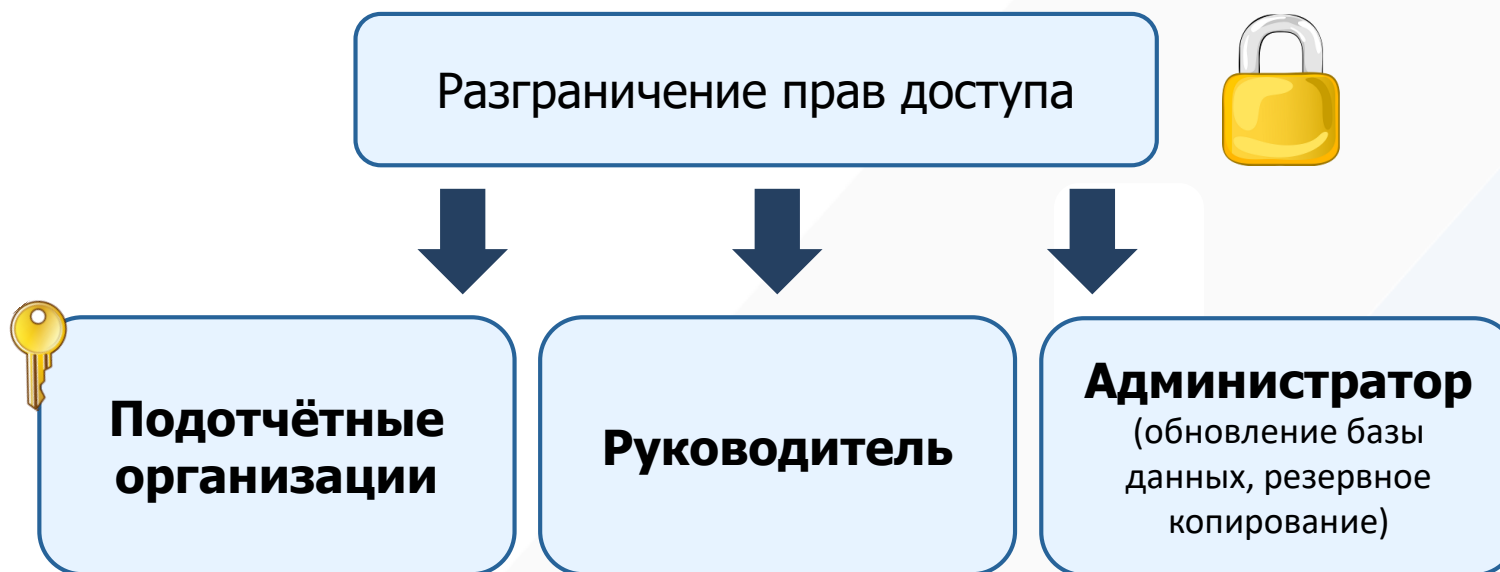 Разграничение прав доступа
Подотчётные
организации
Руководитель
Администратор
(обновление базы
данных, резервное
копирование)